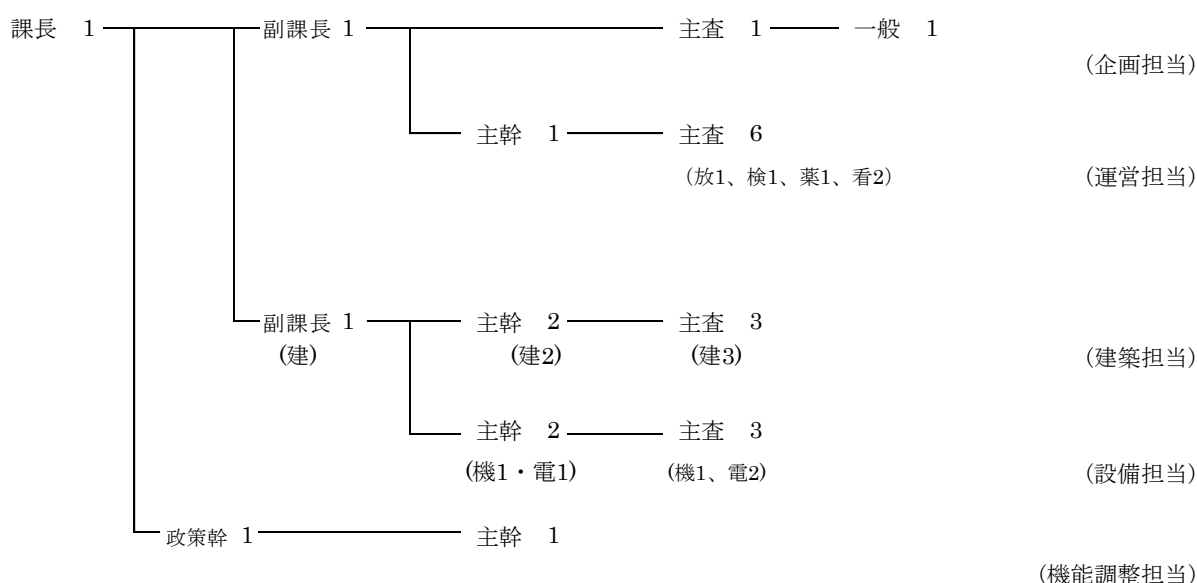 課長 1 副課長 1 主査 1 一般 1
(企画担当)
主幹 1 主査 6
(放1、検1、薬1、看2) (運営担当)
副課長 1 主幹 2 主査 3
(建) (建2) (建3) (建築担当)
主幹 2 主査 3
(機1・電1) (機1、電2) (設備担当)
政策幹 1 主幹 1
(機能調整担当)